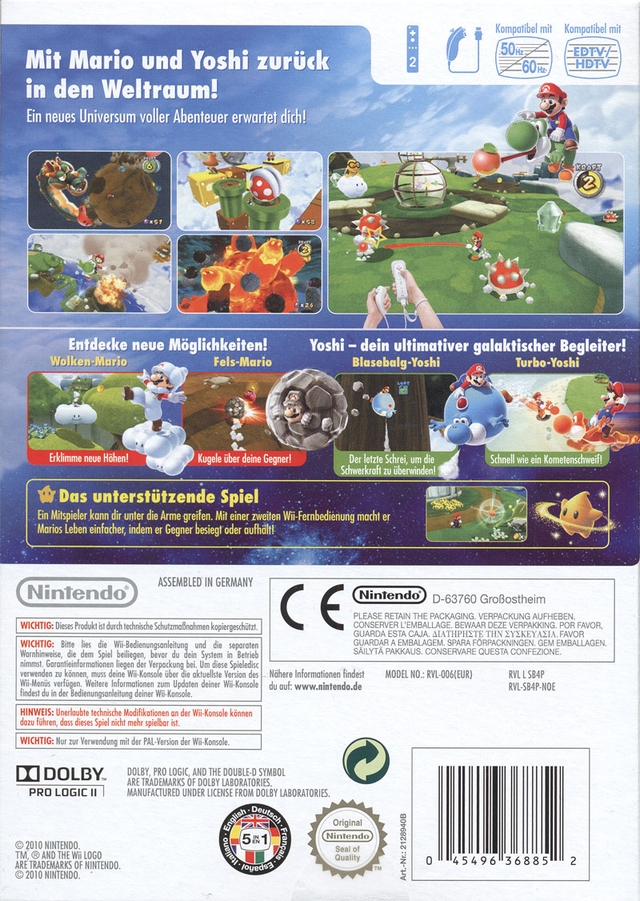 Mit Mario und Yoshi zurück
in den Weltraum!
Ein neues Universum voller Abenteuer erwartet dich!
2
Kompatibel mit
50Hz
60Hz
Kompatibel mit
EDTV/
HDTV
Entdecke neue Möglichkeiten!
Wolken-Mario
Fels-Mario
Erklimme neue Höhen!
Kugele über deine Gegner!
Yoshi – dein ultimativer galaktischer Begleiter!
Blasebalg-Yoshi
Turbo-Yoshi
Der letzte Schrei, um die
Schwerkraft zu überwinden!
Schnell wie ein Kometenschweif!
Das unterstützende Spiel
Ein Mitspieler kann dir unter die Arme greifen. Mit einer zweiten Wii-Fernbedienung macht er
Marios Leben einfacher, indem er Gegner besiegt oder aufhält!
Nintendo®
ASSEMBLED IN GERMANY
WICHTIG: Dieses Produkt ist durch technische Schutzmaßnahmen kopiergeschützt.
WICHTIG: Bitte lies die Wii-Bedienungsanleitung und die separaten
Warnhinweise, die dem Spiel beiliegen, bevor du dein System in Betrieb
nimmst. Garantieinformationen liegen der Verpackung bei. Um diese Spieledisc
verwenden zu können, muss deine Wii-Konsole über die aktuellste Version des
Wii-Menüs verfügen. Weitere Informationen zum Updaten deiner Wii-Konsole
findest du in der Bedienungsanleitung deiner Wii-Konsole.
HINWEIS: Unerlaubte technische Modifikationen an der Wii-Konsole können
dazu führen, dass dieses Spiel nicht mehr spielbar ist.
WICHTIG: Nur zur Verwendung mit der PAL-Version der Wii-Konsole.
CE
Nintendo® D-63760 Großostheim
PLEASE RETAIN THE PACKAGING. VERPACKUNG AUFHEBEN.
CONSERVER L'EMBALLAGE. BEWAAR DEZE VERPAKKING. POR FAVOR,
GUARDA ESTA CAJA. ΔΙΑΤΗΡΗΣΤΕ ΤΗΝ ΣΥΣΚΕΥΑΣΙΑ. FAVOR
GUARDAR A EMBALAGEM. SPARA FÖRPACKNINGEN. GEM EMBALLAGEN.
SÄILYTÄ PAKKAUS. CONSERVARE QUESTA CONFEZIONE.
Nähere Informationen findest
du auf: www.nintendo.de
MODEL NO.: RVL-006(EUR)
RVL L SB4P
RVL-SB4P-NOE
DOLBY
PRO LOGIC II
DOLBY, PRO LOGIC, AND THE DOUBLE-D SYMBOL
ARE TRADEMARKS OF DOLBY LABORATORIES.
MANUFACTURED UNDER LICENSE FROM DOLBY LABORATORIES.
© 2010 NINTENDO.
TM, ® AND THE Wii LOGO
ARE TRADEMARKS OF NINTENDO.
© 2010 NINTENDO.
English • Deutsch • Français • Español • Italiano
5 IN 1
Original
Nintendo
Seal of
Quality
TM
Art.-Nr.: 2128940B
0 45496 36885 2